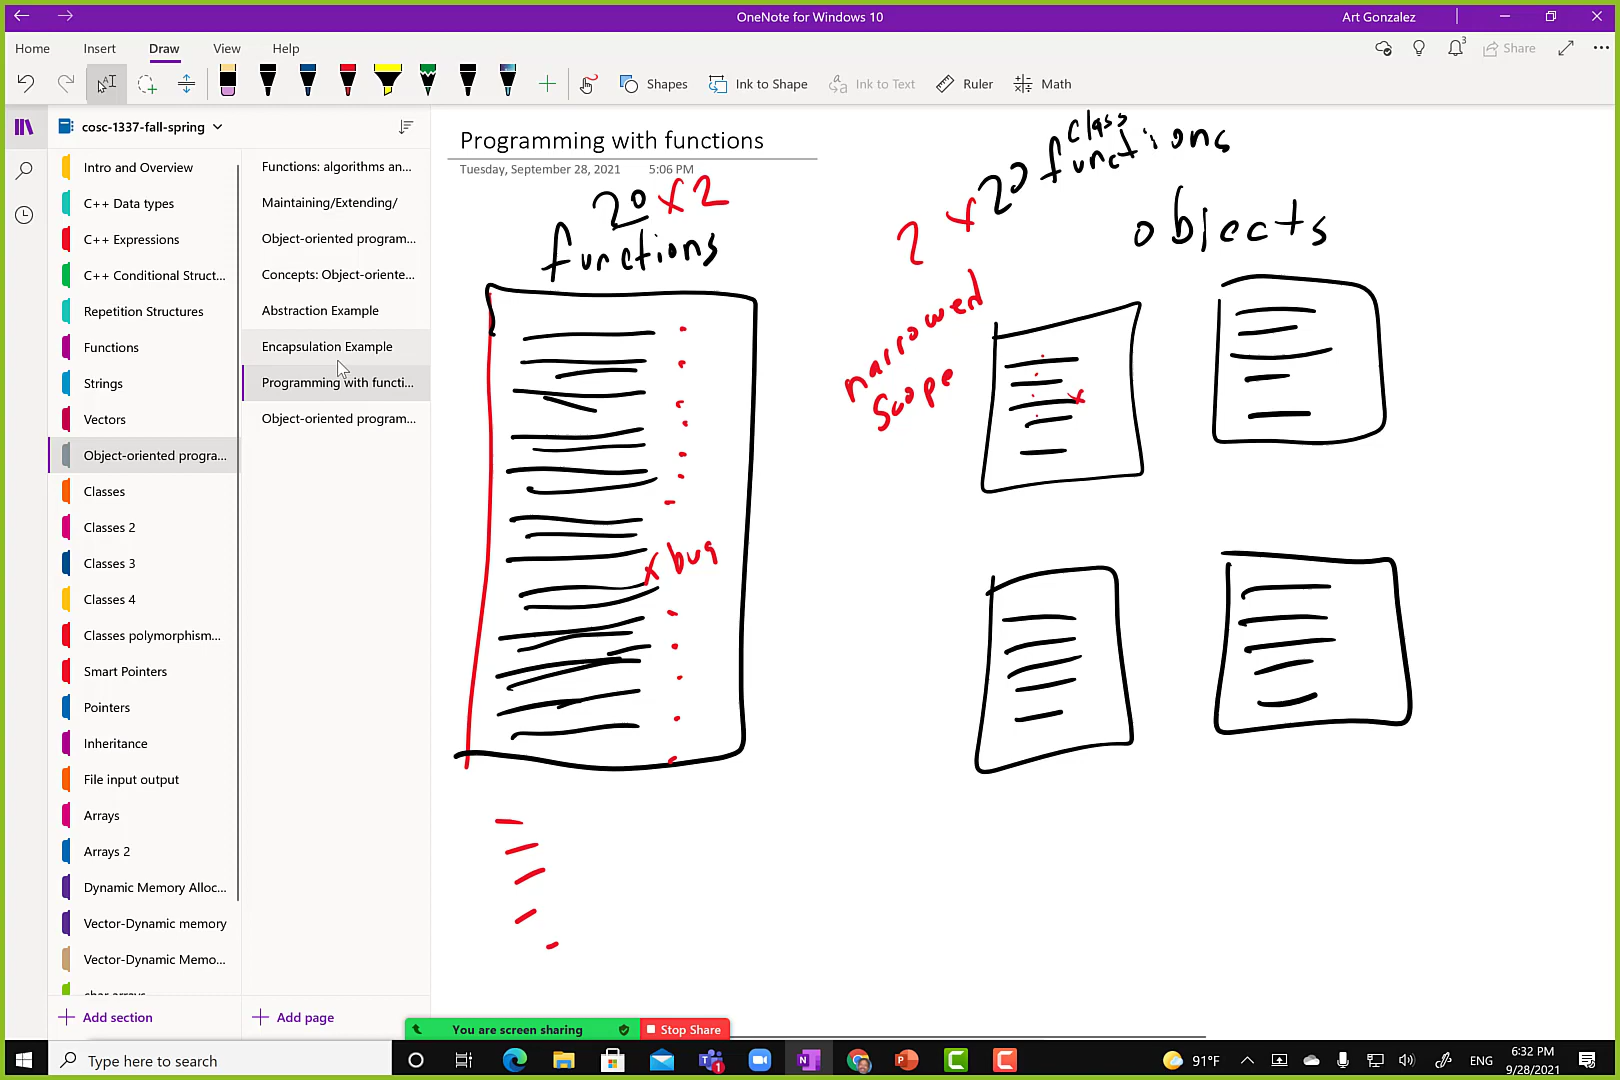 OneNote for Windows 10
Art Gonzalez
Home
Insert
Draw
View
Help
3
Share
Shapes
Ink to Shape
Ink to Text
Ruler
Math
cosc-1337-fall-spring
Intro and Overview
C++ Data types
C++ Expressions
C++ Conditional Struct...
Repetition Structures
Functions
Strings
Vectors
Object-oriented progra...
Classes
Classes 2
Classes 3
Classes 4
Classes polymorphism...
Smart Pointers
Pointers
Inheritance
File input output
Arrays
Arrays 2
Dynamic Memory Alloc...
Vector-Dynamic memory
Vector-Dynamic Memo...
Add section
Functions: algorithms an...
Maintaining/Extending/
Object-oriented program...
Concepts: Object-oriente...
Abstraction Example
Encapsulation Example
Programming with functi...
Object-oriented program...
Add page
Programming with functions
Tuesday, September 28, 2021 5:06 PM
20 x 2
functions
x bug
2 x 20 class functions
objects
narrowed
scope
x
You are screen sharing
Stop Share
Type here to search
1
91°F
ENG
6:32 PM
9/28/2021